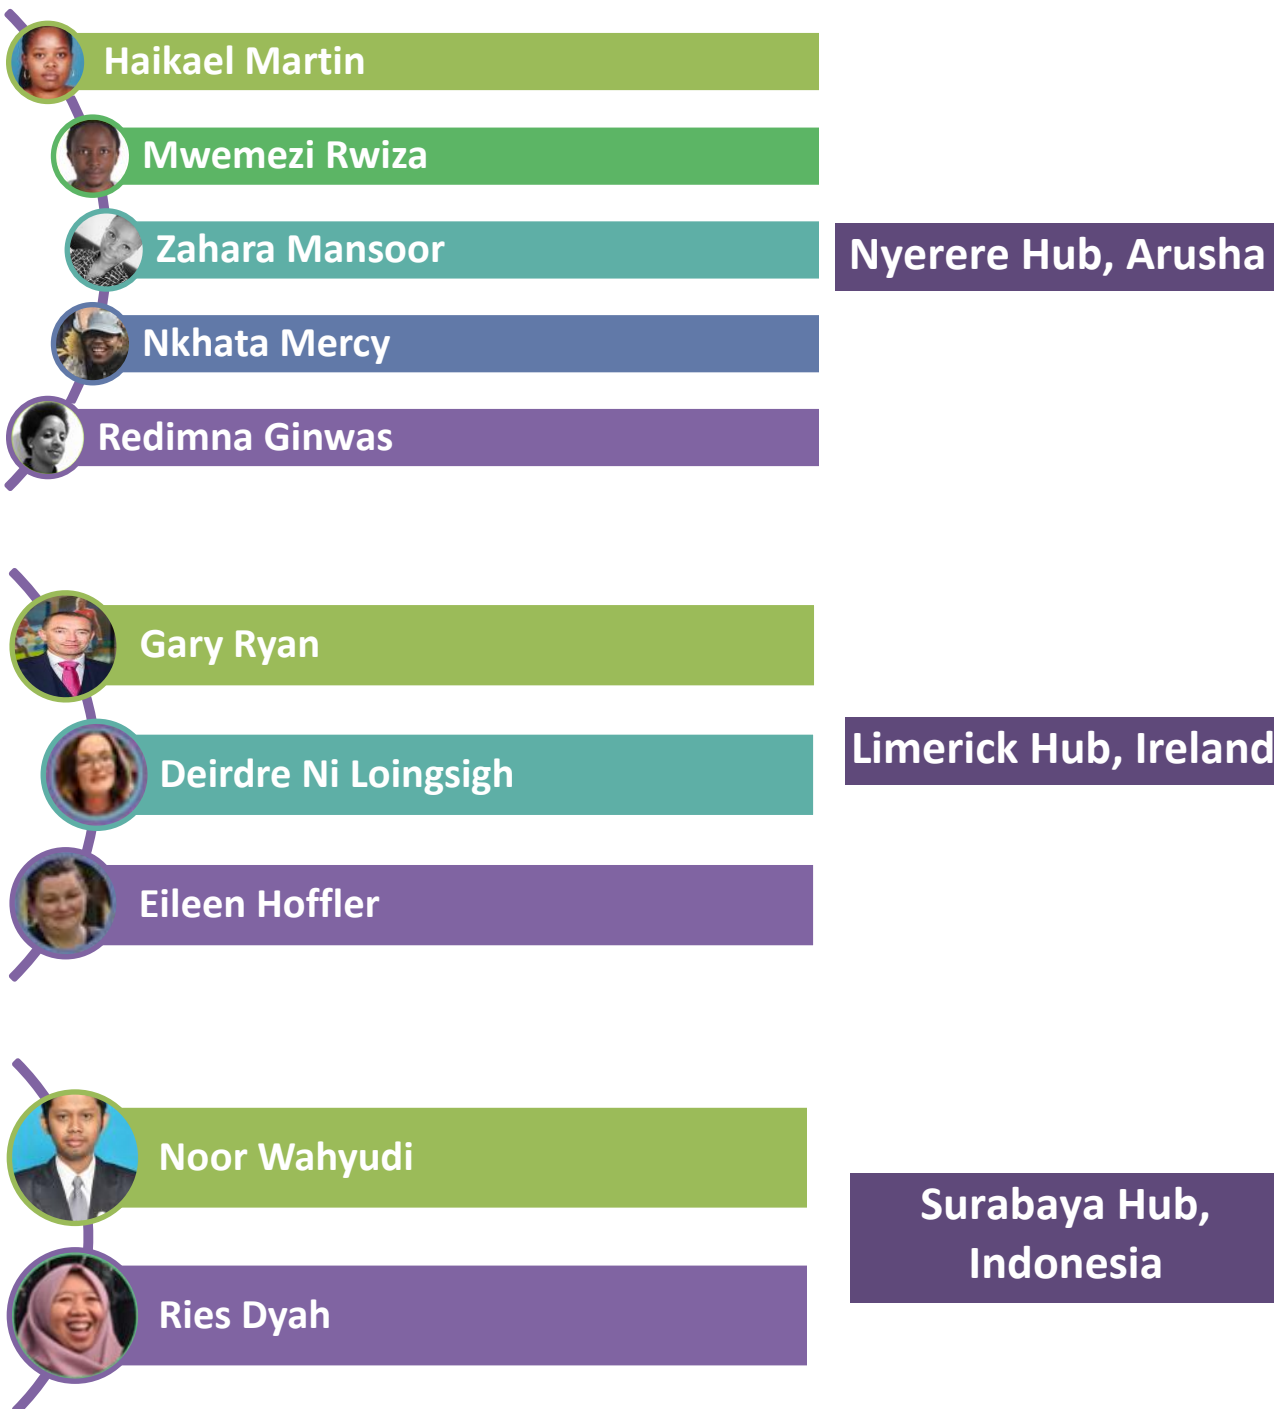 Haikael Martin
Mwemezi Rwiza
Zahara Mansoor
Nkhata Mercy
Redimna Ginwas
Nyerere Hub, Arusha
Gary Ryan
Deirdre Ni Loingsigh
Eileen Hoffler
Limerick Hub, Ireland
Noor Wahyudi
Ries Dyah
Surabaya Hub,
Indonesia